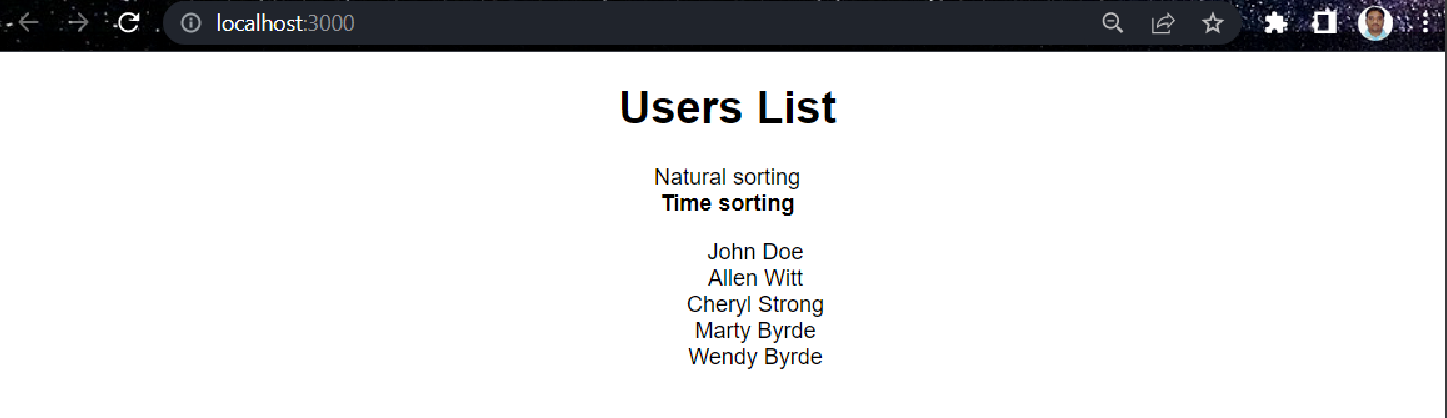 localhost:3000
Users List
Natural sorting
Time sorting
John Doe
Allen Witt
Cheryl Strong
Marty Byrde
Wendy Byrde